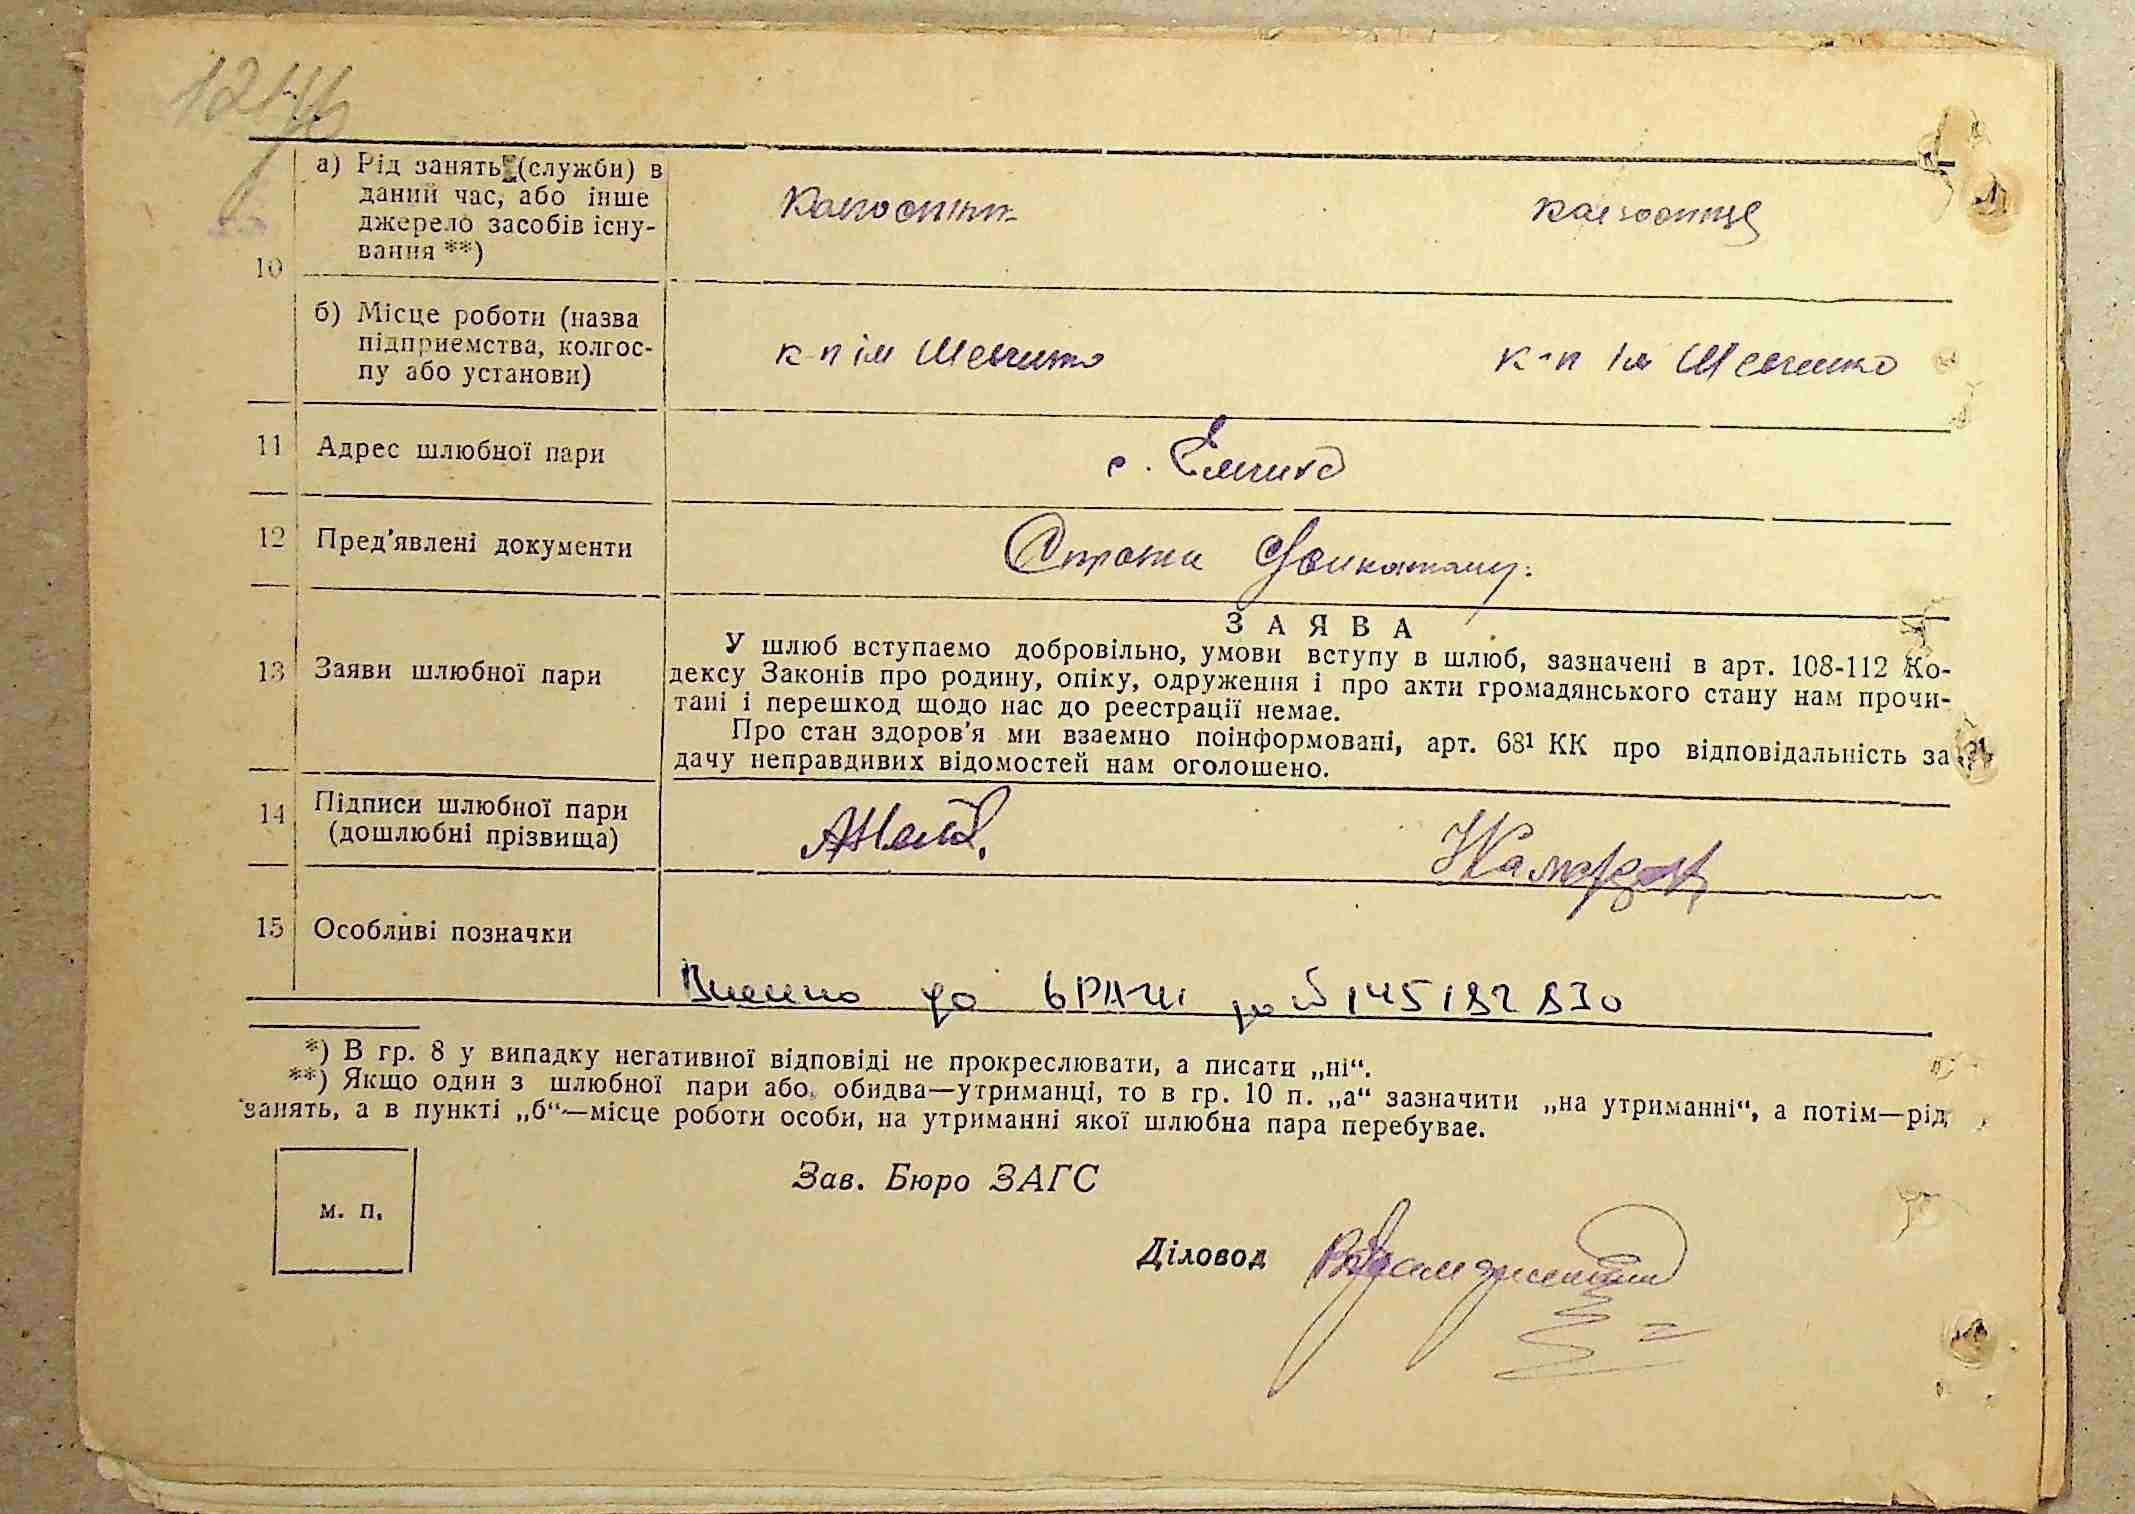 а) Рід занять (служби) в
даний час, або інше
джерело засобів існу-
вання **)
колгоспник
колгоспниця
10
б) Місце роботи (назва
підприємства, колгос-
пу або установи)
к-п ім Шевченко
к-п ім Шевченко
11 Адрес шлюбної пари
с.
12 Пред'явлені документи
13 Заяви шлюбної пари
ЗАЯВА
У шлюб вступаємо добровільно, умови вступу в шлюб, зазначені в арт. 108-112 Ко-
дексу Законів про родину, опіку, одруження і про акти громадянського стану нам прочи-
тані і перешкод щодо нас до реєстрації немає.
Про стан здоров'я ми взаємно поінформовані, арт. 68¹ КК про відповідальність за
дачу неправдивих відомостей нам оголошено.
14 Підписи шлюбної пари
(дошлюбні прізвища)
15 Особливі позначки
Внесено до
*) В гр. 8 у випадку негативної відповіді не прокреслювати, а писати „ні“.
**) Якщо один з шлюбної пари або обидва—утриманці, то в гр. 10 п. „а“ зазначити „на утриманні“, а потім—рід
занять, а в пункті „б“—місце роботи особи, на утриманні якої шлюбна пара перебуває.
Зав. Бюро ЗАГС
м. п.
Діловод